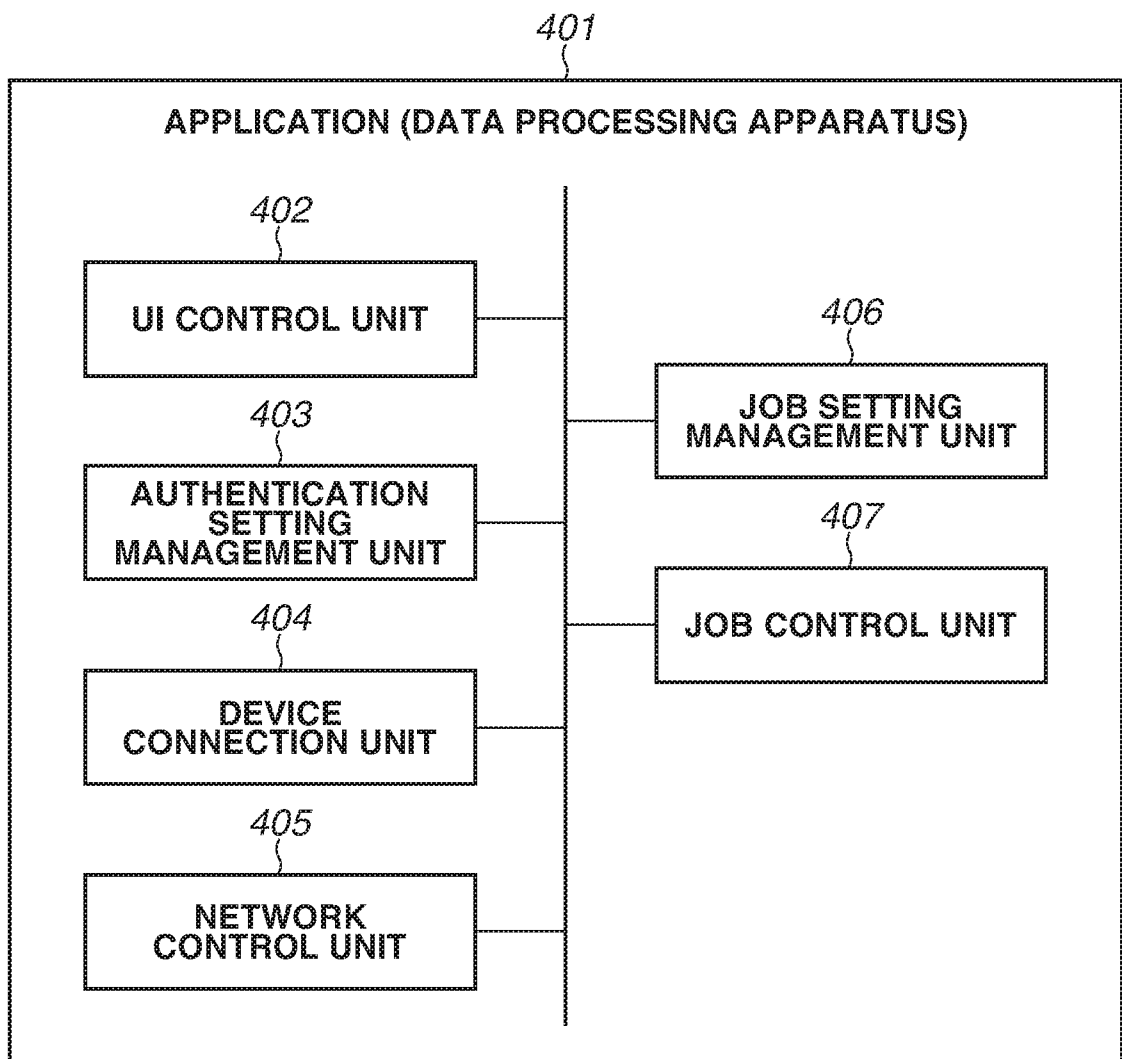 401
APPLICATION (DATA PROCESSING APPARATUS)
402
UI CONTROL UNIT
403
AUTHENTICATION
SETTING
MANAGEMENT UNIT
404
DEVICE
CONNECTION UNIT
405
NETWORK
CONTROL UNIT
406
JOB SETTING
MANAGEMENT UNIT
407
JOB CONTROL UNIT